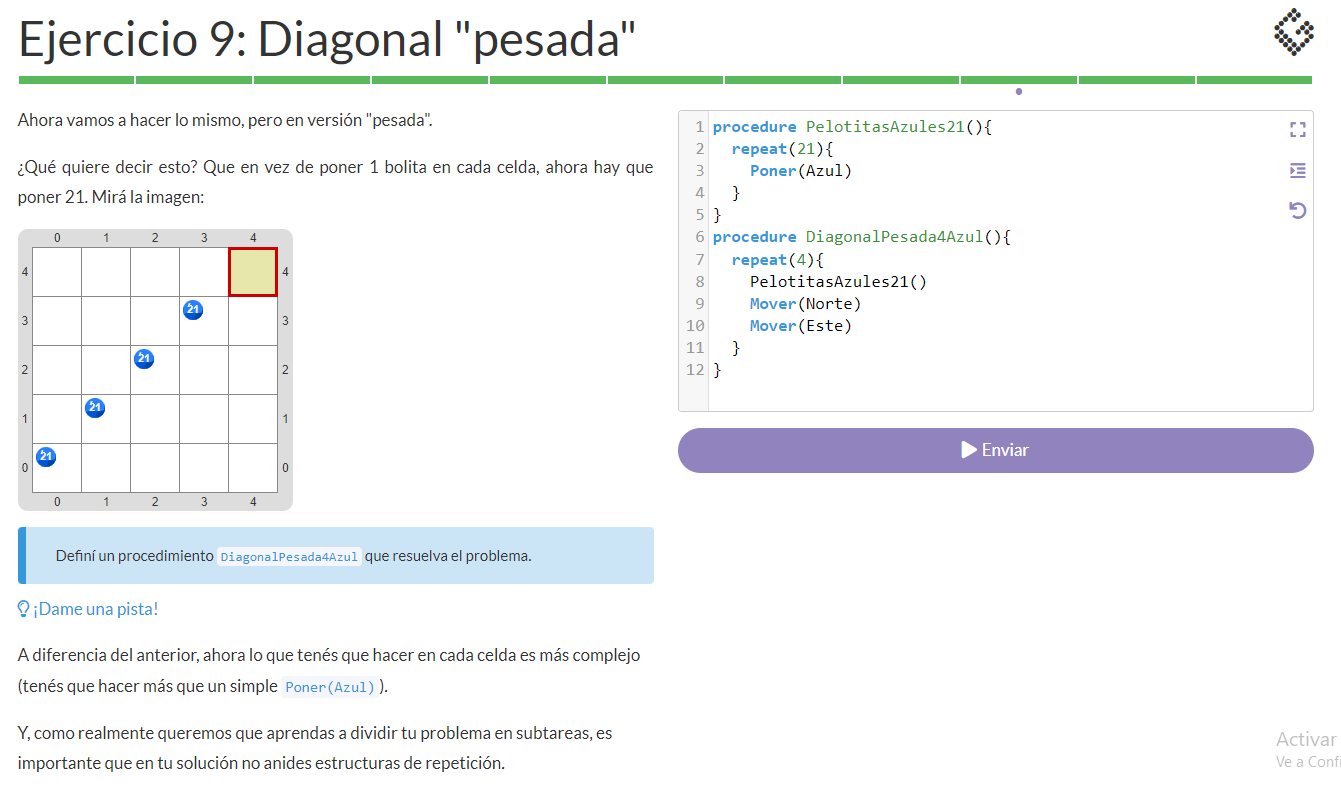 Ejercicio 9: Diagonal "pesada"
Ahora vamos a hacer lo mismo, pero en versión "pesada".
¿Qué quiere decir esto? Que en vez de poner 1 bolita en cada celda, ahora hay que
poner 21. Mirá la imagen:
0 1 2 3 4
4 4
21
3 3
21
2 2
21
1 1
21
0 0
0 1 2 3 4
Definí un procedimiento DiagonalPesada4Azul que resuelva el problema.
¡Dame una pista!
A diferencia del anterior, ahora lo que tenés que hacer en cada celda es más complejo
(tenés que hacer más que un simple Poner(Azul) ).
Y, como realmente queremos que aprendas a dividir tu problema en subtareas, es
importante que en tu solución no anides estructuras de repetición.
1 procedure PelotitasAzules21(){
2 repeat(21){
3 Poner(Azul)
4 }
5 }
6 procedure DiagonalPesada4Azul(){
7 repeat(4){
8 PelotitasAzules21()
9 Mover(Norte)
10 Mover(Este)
11 }
12 }
Enviar
Activar
Ve a Confi